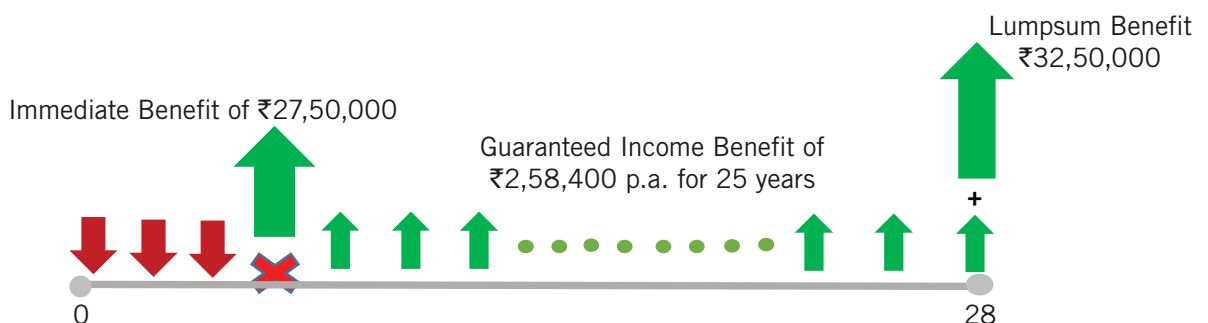 Lumpsum Benefit
₹32,50,000
Immediate Benefit of ₹27,50,000
Guaranteed Income Benefit of
₹2,58,400 p.a. for 25 years
+
0
28